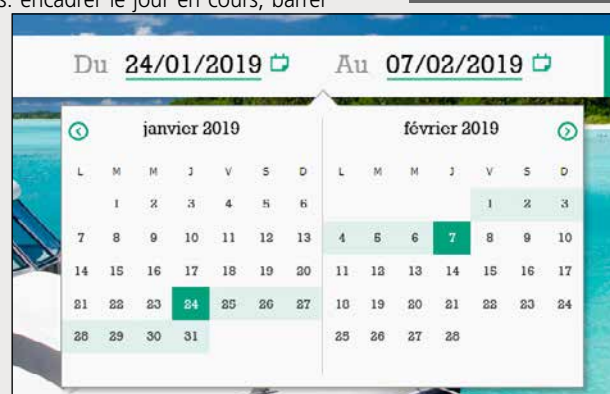 s: encadrer le jour en cours, barrer
Du 24/01/2019 Au 07/02/2019
janvier 2019 février 2019
L M M J V S D L M M J V S D
1 2 3 4 5 6 1 2 3
7 8 9 10 11 12 13 4 5 6 7 8 9 10
14 15 16 17 18 19 20 11 12 13 14 15 16 17
21 22 23 24 25 26 27 18 19 20 21 22 23 24
28 29 30 31 25 26 27 28